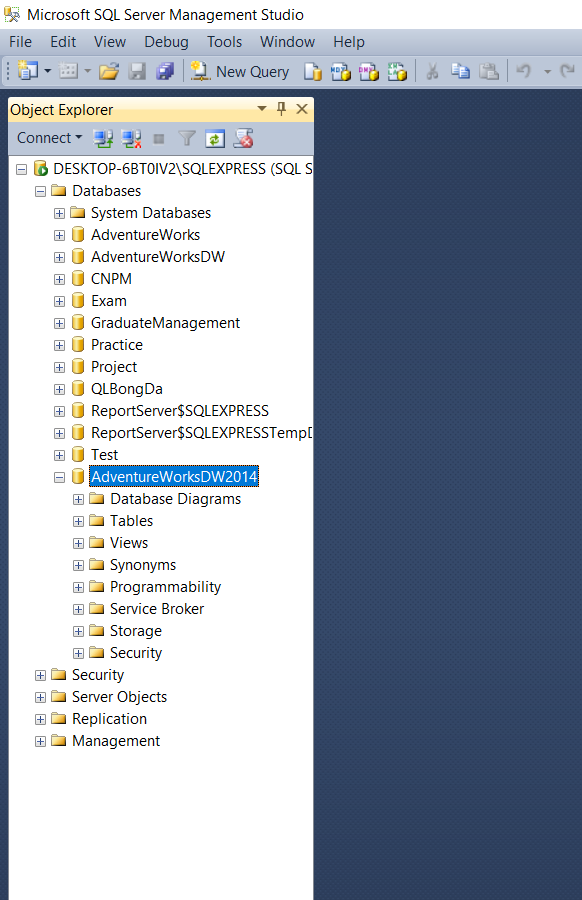 Microsoft SQL Server Management Studio
File Edit View Debug Tools Window Help
New Query
Object Explorer
Connect
DESKTOP-6BT0IV2\SQLEXPRESS (SQL S
Databases
System Databases
AdventureWorks
AdventureWorksDW
CNPM
Exam
GraduateManagement
Practice
Project
QLBongDa
ReportServer$SQLEXPRESS
ReportServer$SQLEXPRESSTempD
Test
AdventureWorksDW2014
Database Diagrams
Tables
Views
Synonyms
Programmability
Service Broker
Storage
Security
Security
Server Objects
Replication
Management